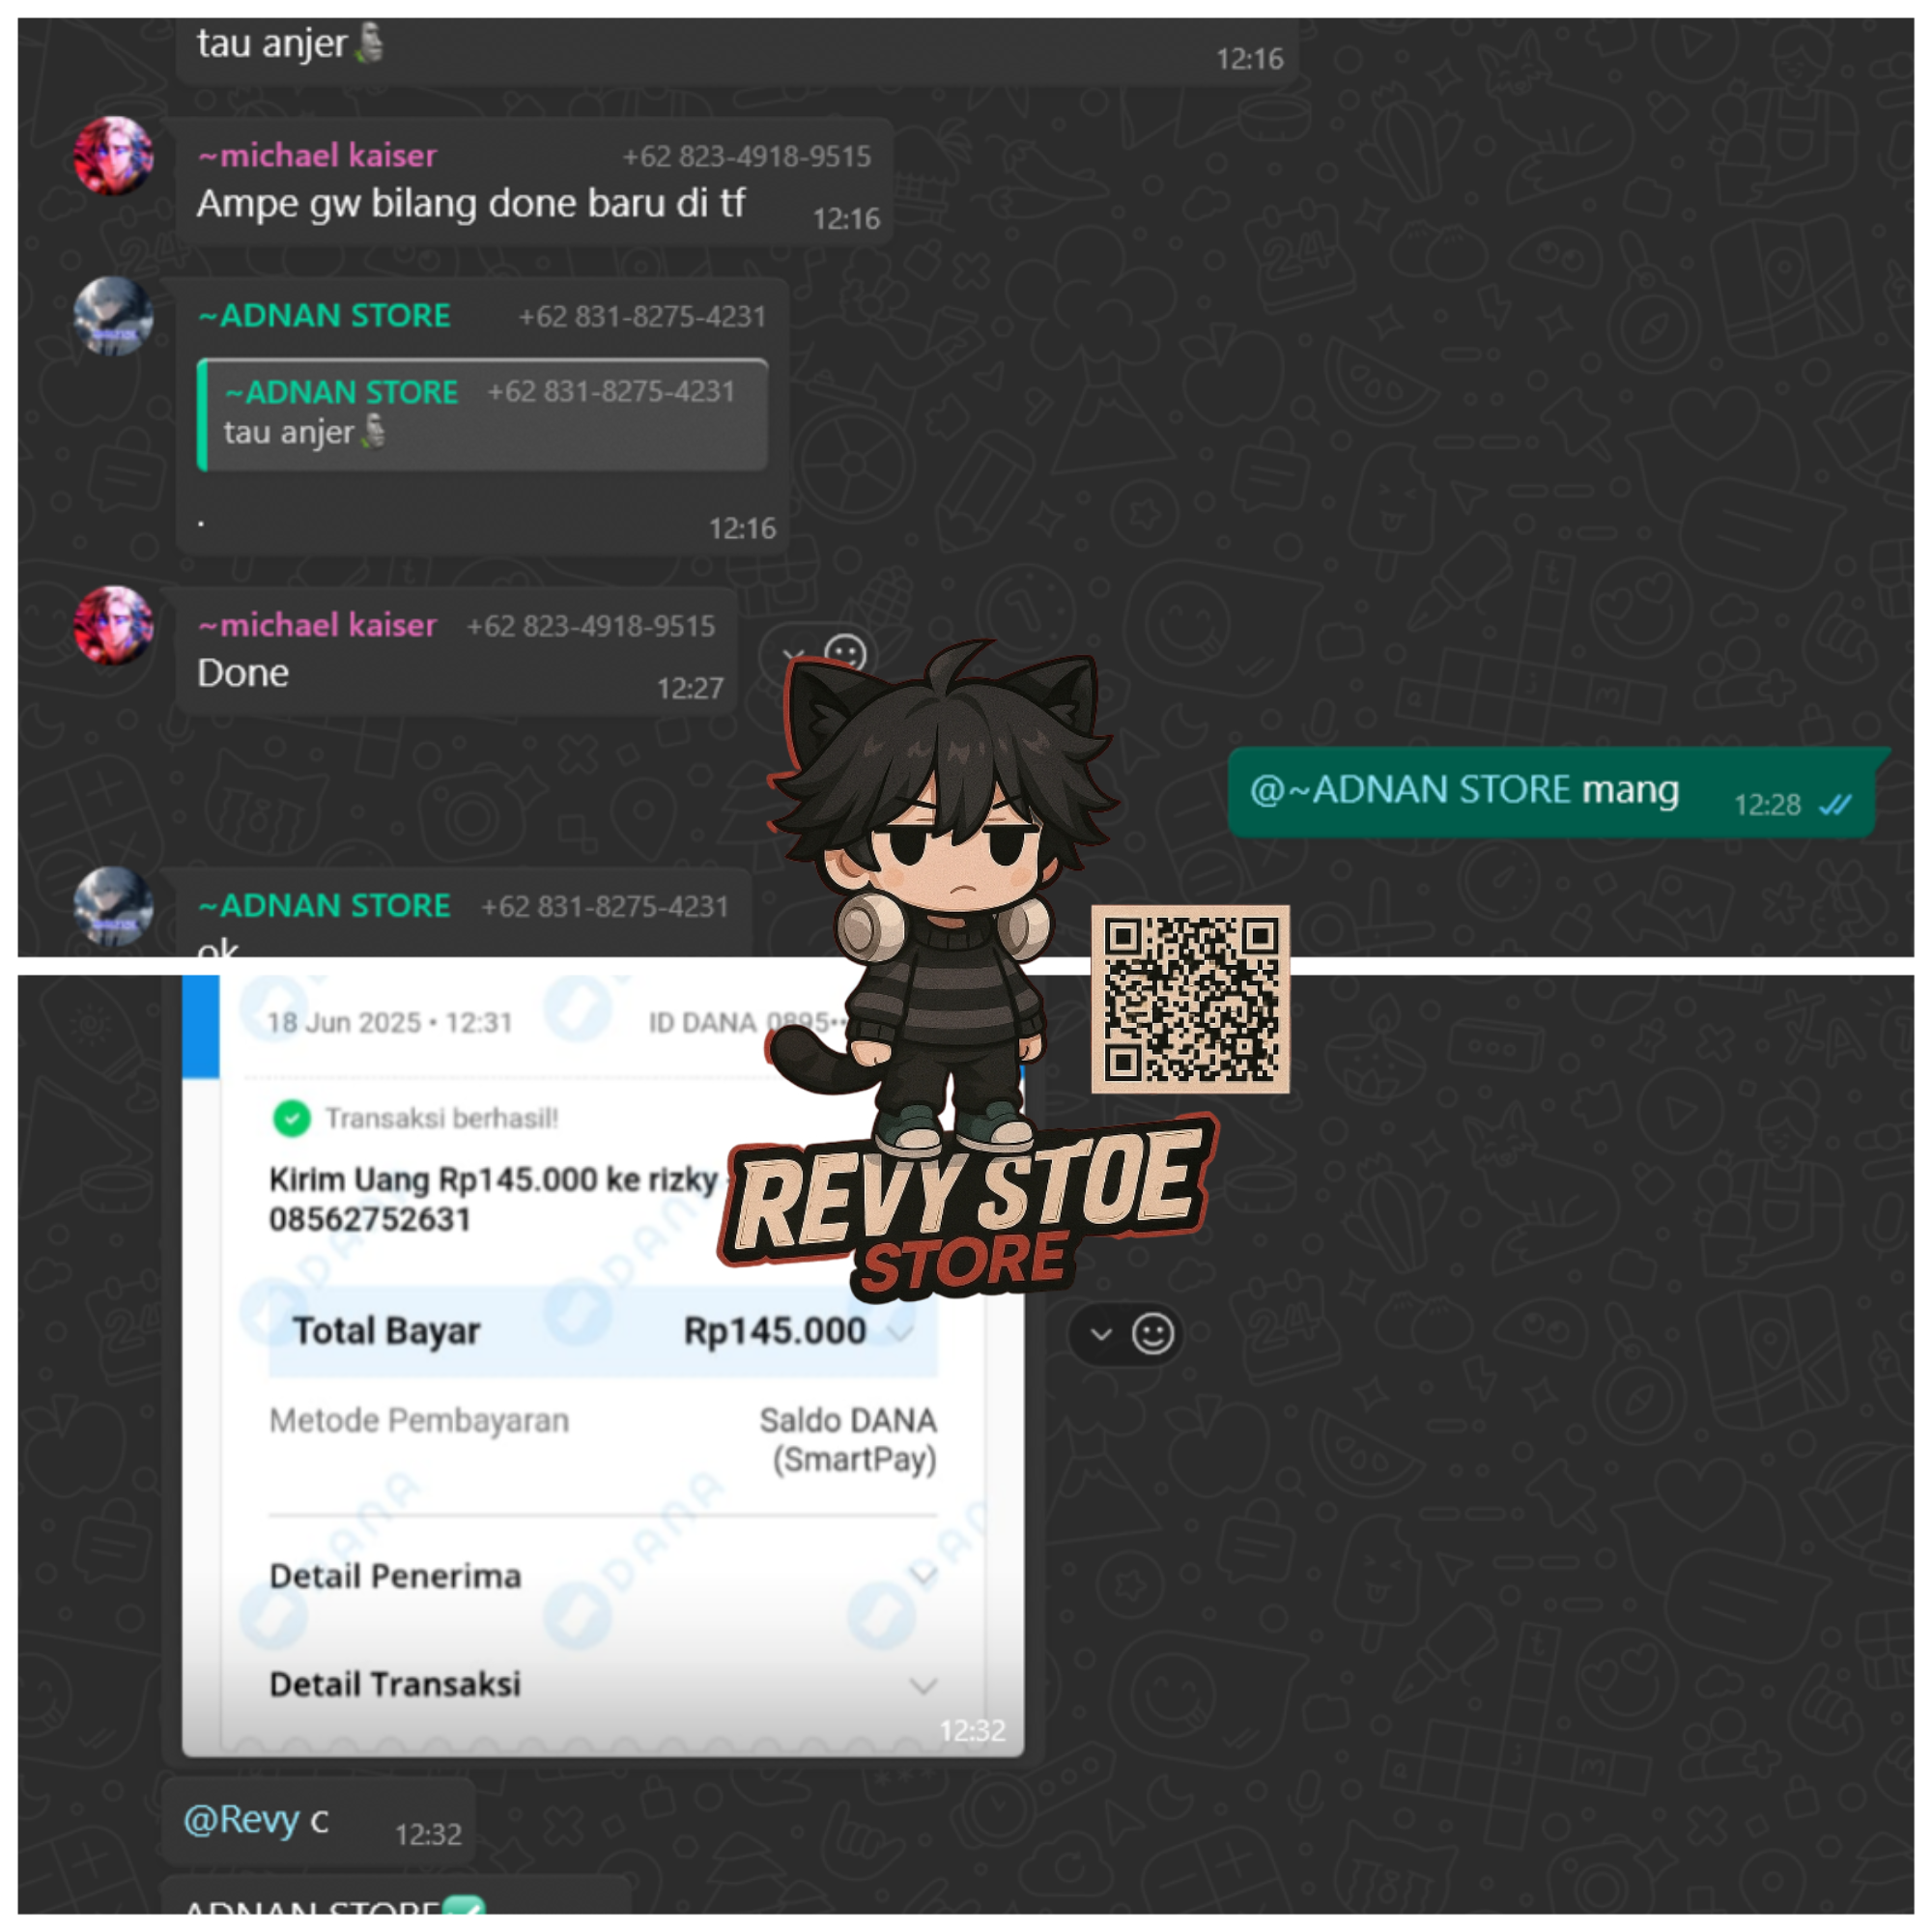 tau anjer🗿
12:16
~michael kaiser +62 823-4918-9515
Ampe gw bilang done baru di tf
12:16
~ADNAN STORE +62 831-8275-4231
~ADNAN STORE +62 831-8275-4231
tau anjer🗿
.
12:16
~michael kaiser +62 823-4918-9515
Done
12:27
@~ADNAN STORE mang 12:28
~ADNAN STORE +62 831-8275-4231
ok
18 Jun 2025 • 12:31 ID DANA 0895••
Transaksi berhasil!
Kirim Uang Rp145.000 ke rizky
08562752631
REVY STOE
STORE
Total Bayar Rp145.000
Metode Pembayaran Saldo DANA
(SmartPay)
Detail Penerima
Detail Transaksi
12:32
@Revy c 12:32
ADNAN STORE✅